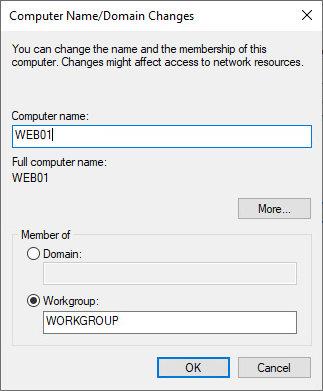 Computer Name/Domain Changes
You can change the name and the membership of this
computer. Changes might affect access to network resources.
Computer name:
WEB01
Full computer name:
WEB01
More...
Member of
Domain:
Workgroup:
WORKGROUP
OK
Cancel